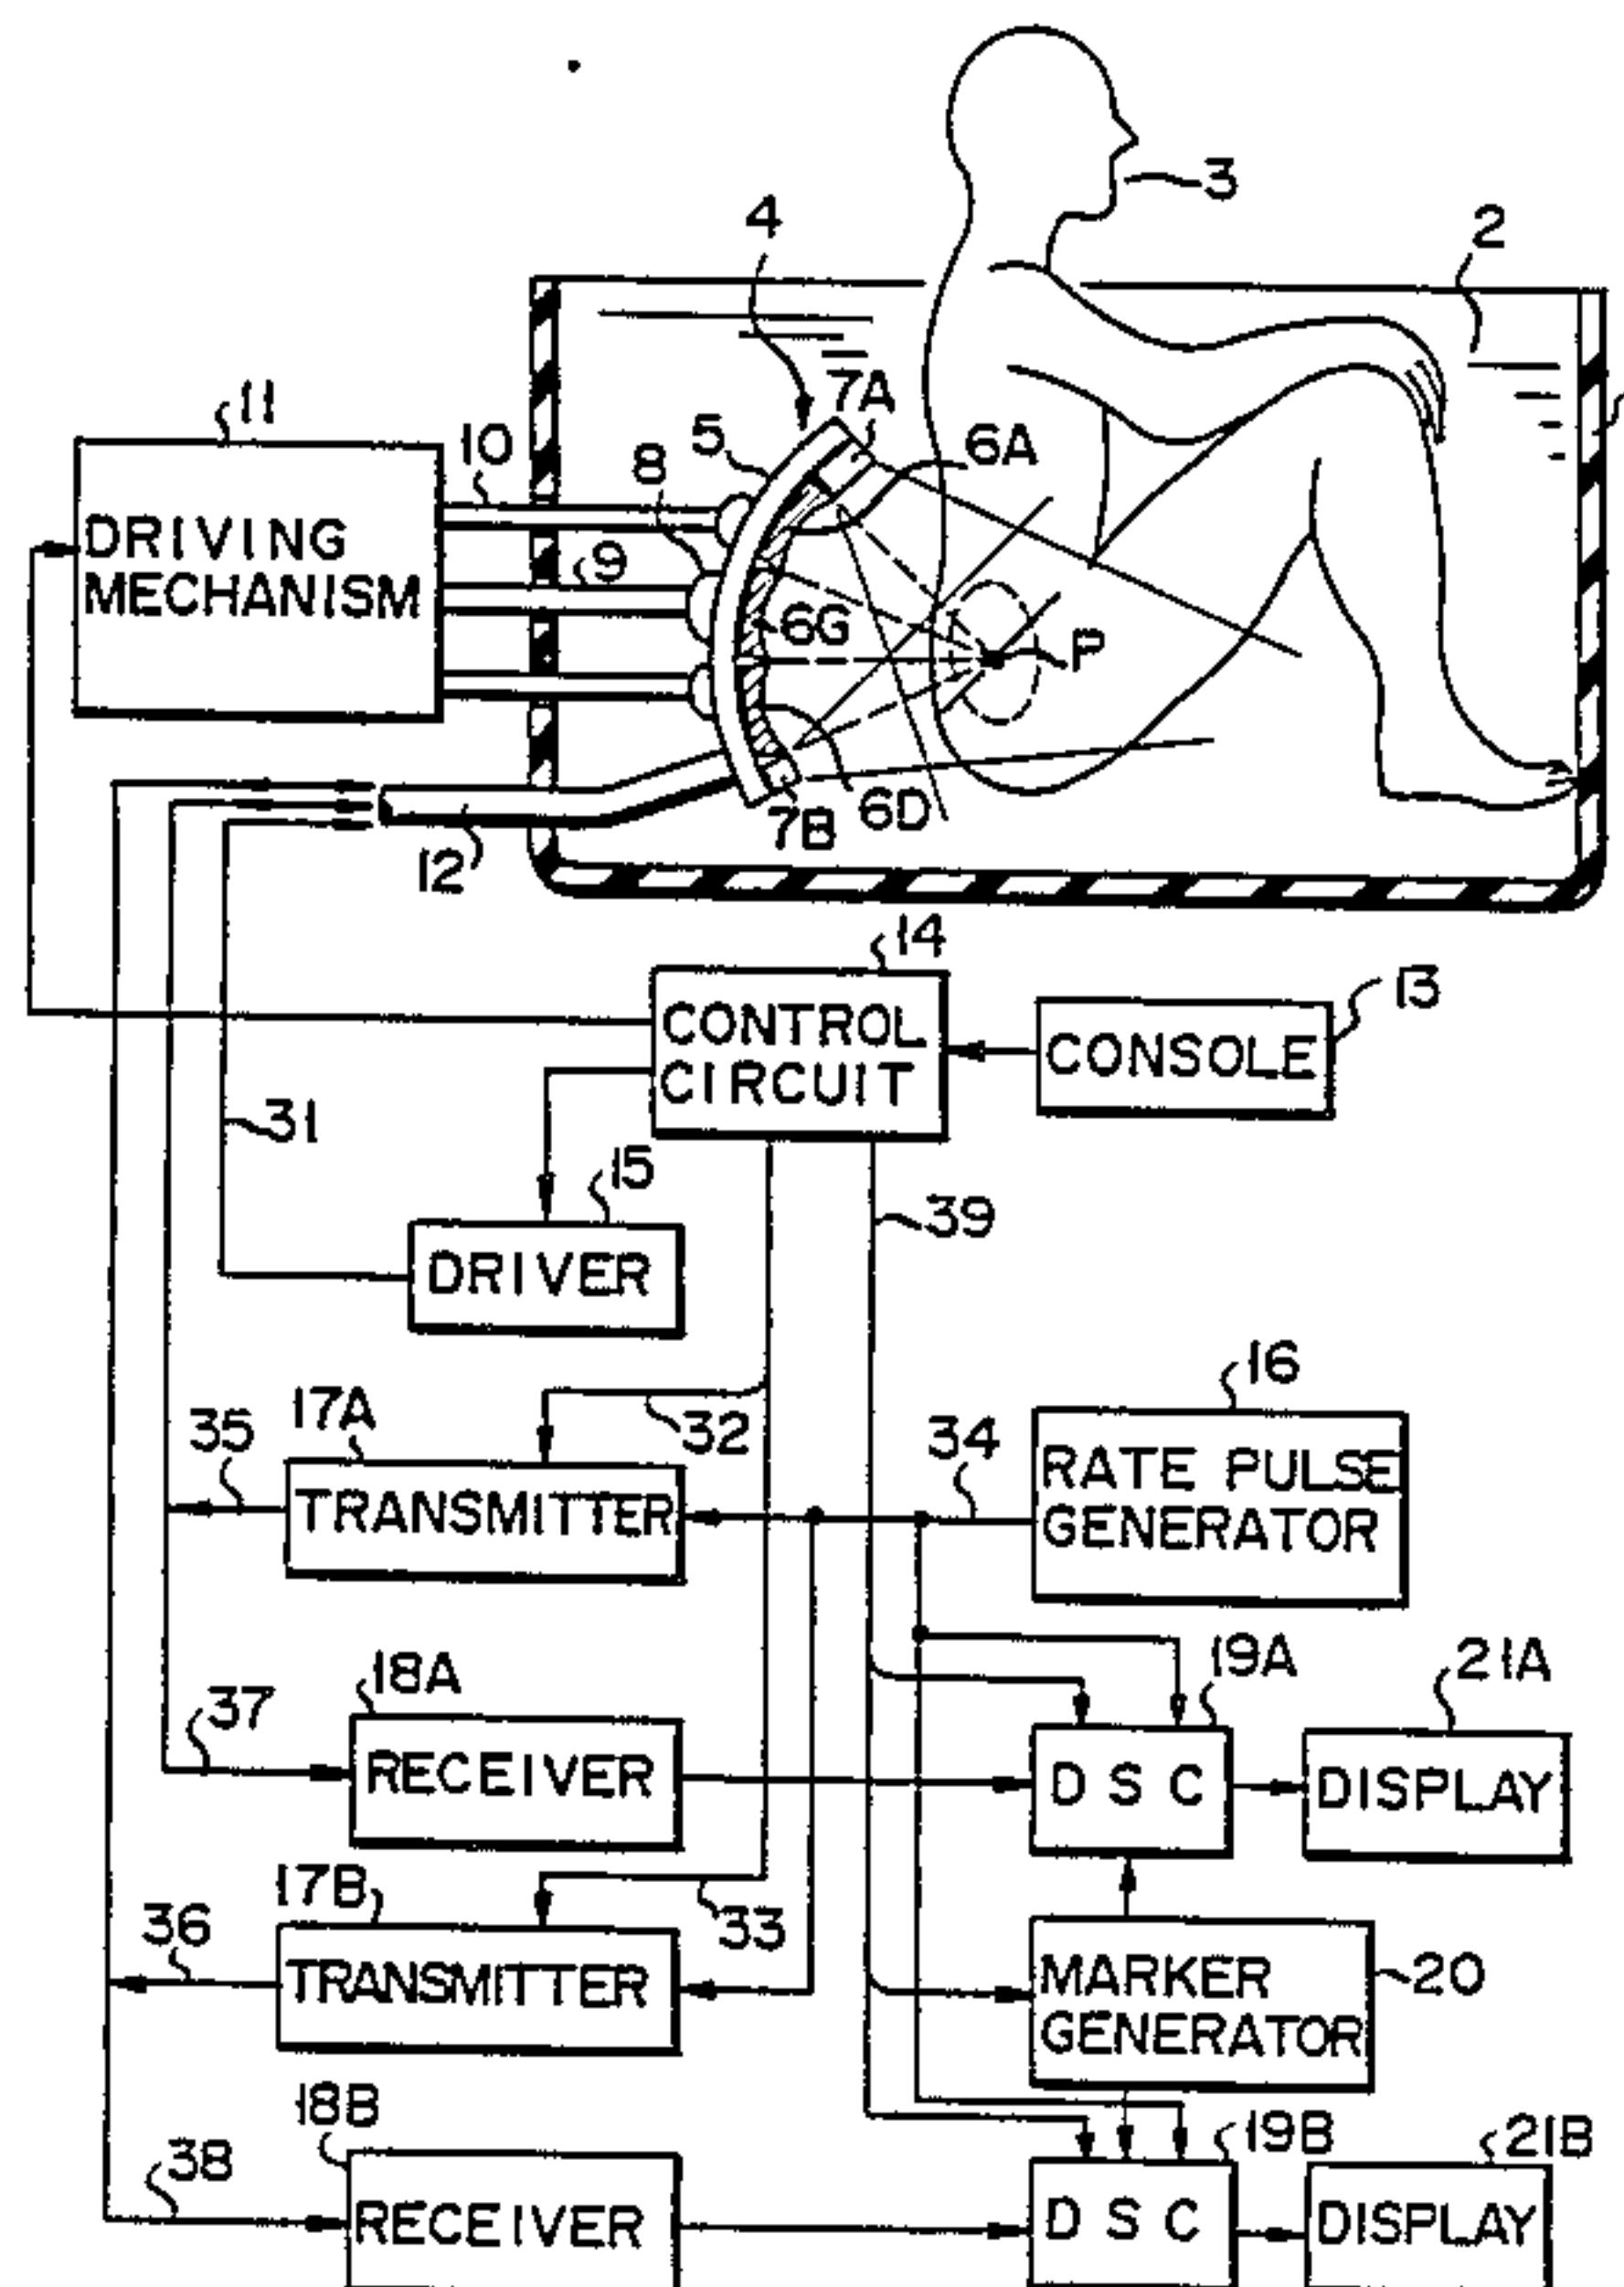 3
4
2
7A
11
10
5
6A
8
DRIVING
MECHANISM
9
6G
P
12
7B
6D
14
CONTROL
CIRCUIT
13
CONSOLE
31
15
39
DRIVER
16
17A
32
34
35
RATE PULSE
GENERATOR
TRANSMITTER
18A
19A
21A
37
RECEIVER
D S C
DISPLAY
17B
33
36
TRANSMITTER
MARKER
GENERATOR
20
18B
19B
21B
38
RECEIVER
D S C
DISPLAY